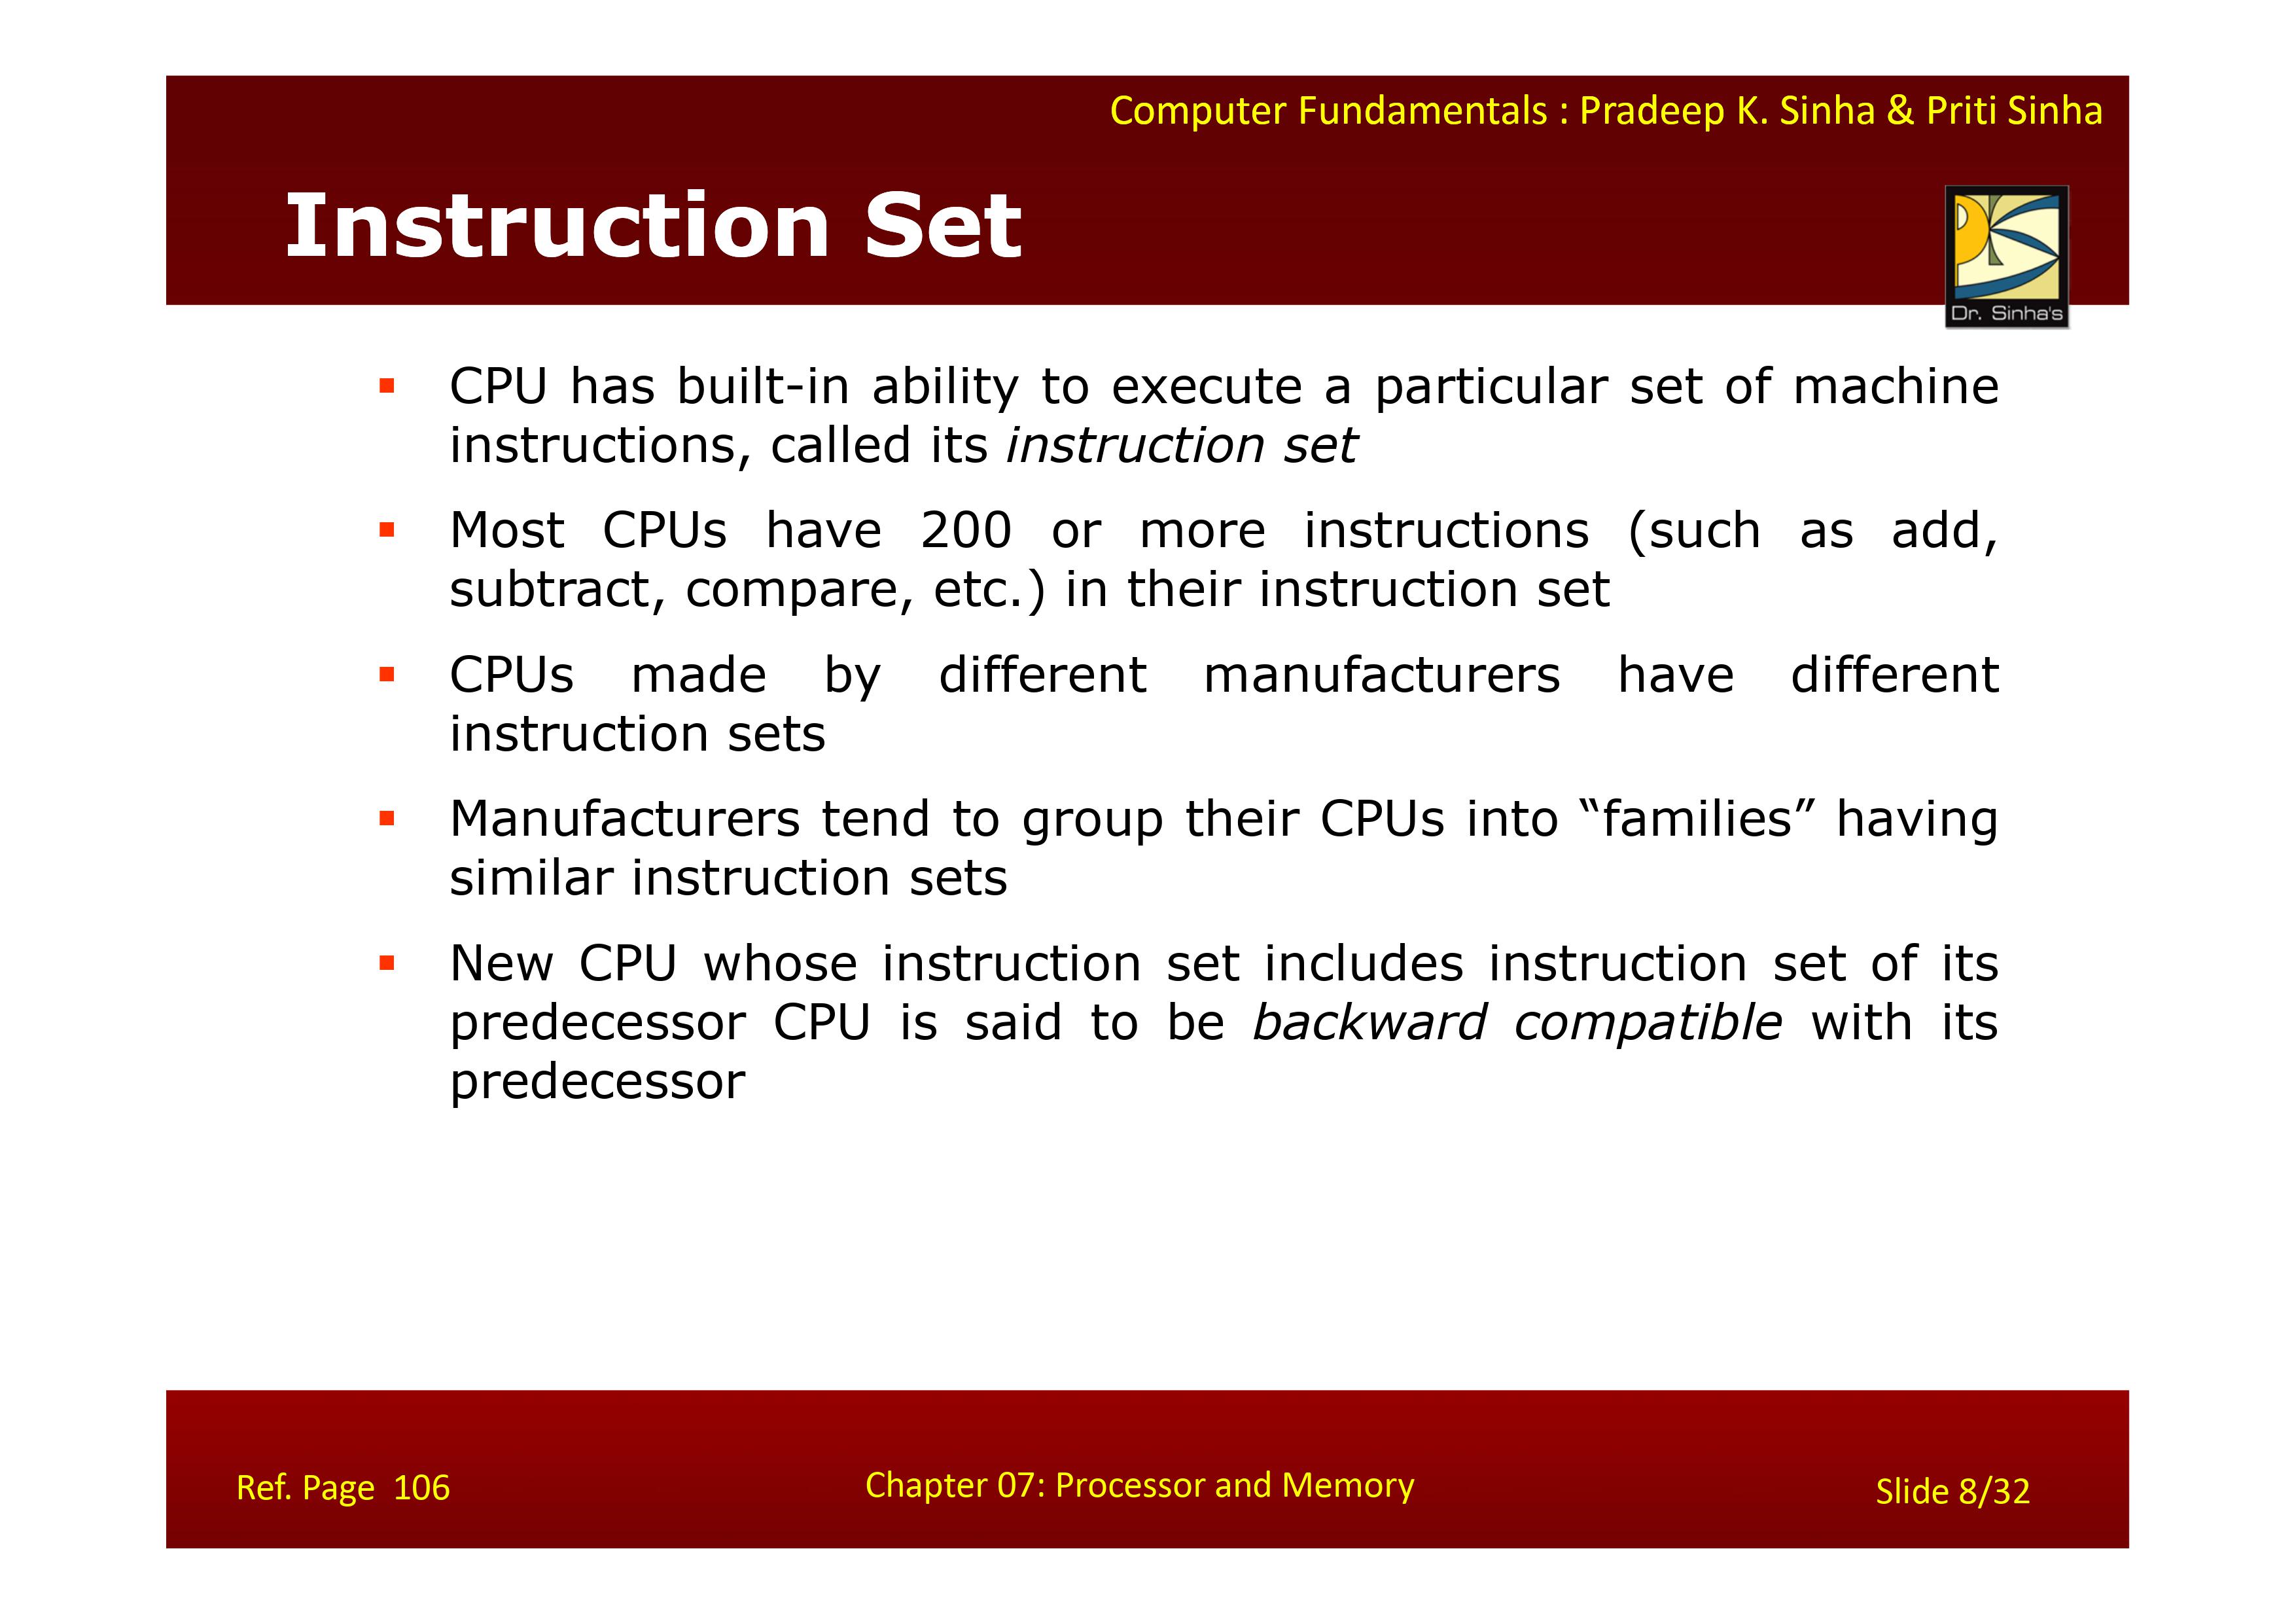 Computer Fundamentals : Pradeep K. Sinha & Priti Sinha
Instruction Set
Dr. Sinha's
▪ CPU has built-in ability to execute a particular set of machine
instructions, called its instruction set
▪ Most CPUs have 200 or more instructions (such as add,
subtract, compare, etc.) in their instruction set
▪ CPUs made by different manufacturers have different
instruction sets
▪ Manufacturers tend to group their CPUs into “families” having
similar instruction sets
▪ New CPU whose instruction set includes instruction set of its
predecessor CPU is said to be backward compatible with its
predecessor
Ref. Page 106
Chapter 07: Processor and Memory
Slide 8/32